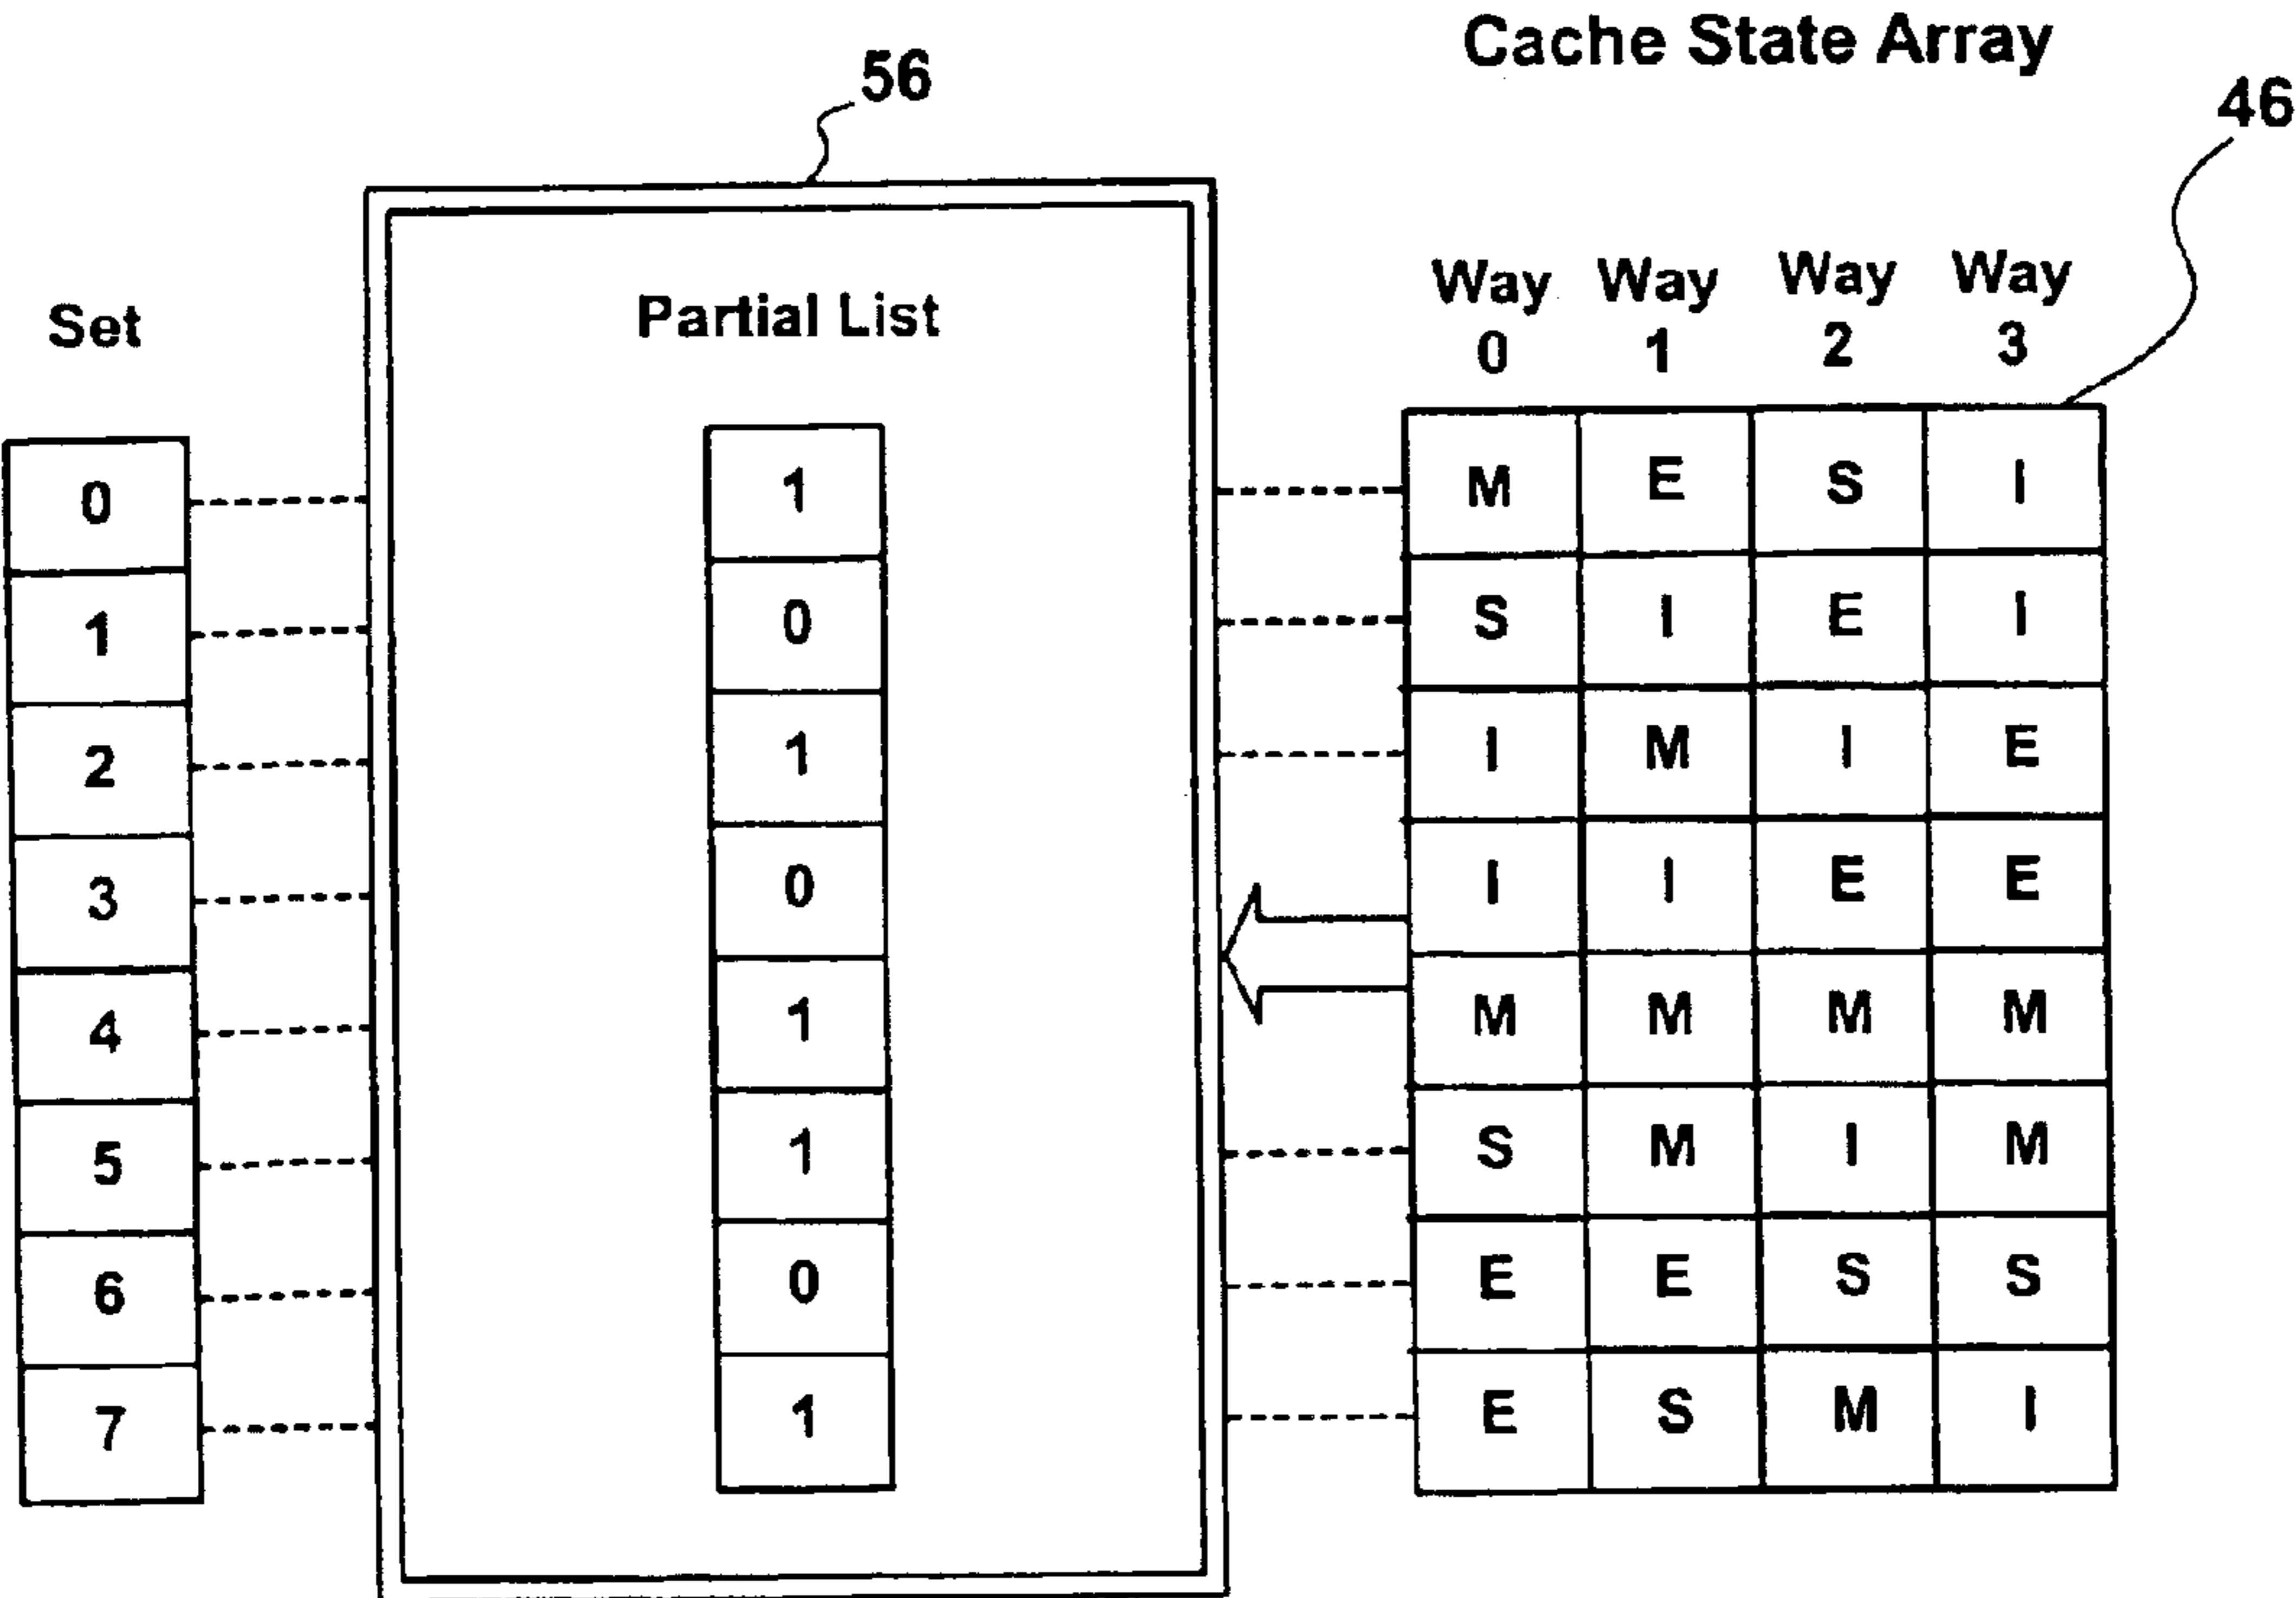 Cache State Array
56
46
Set
Partial List
Way Way Way Way
0 1 2 3
0 1 M E S I
1 0 S I E I
2 1 I M I E
3 0 I I E E
4 1 M M M M
5 1 S M I M
6 0 E E S S
7 1 E S M I